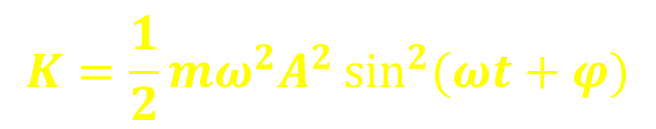 K = 1/2 mω²A² sin²(ωt + φ)